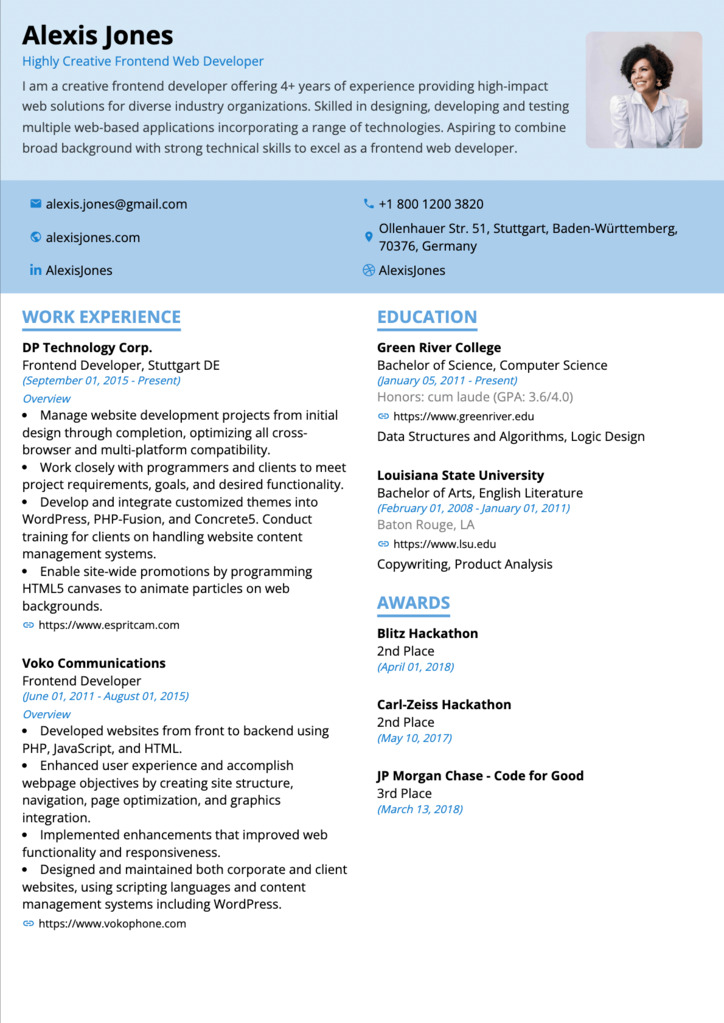 Alexis Jones
Highly Creative Frontend Web Developer
I am a creative frontend developer offering 4+ years of experience providing high-impact
web solutions for diverse industry organizations. Skilled in designing, developing and testing
multiple web-based applications incorporating a range of technologies. Aspiring to combine
broad background with strong technical skills to excel as a frontend web developer.
alexis.jones@gmail.com
+1 800 1200 3820
alexisjones.com
Ollenhauer Str. 51, Stuttgart, Baden-Württemberg,
70376, Germany
in AlexisJones
AlexisJones
WORK EXPERIENCE
DP Technology Corp.
Frontend Developer, Stuttgart DE
(September 01, 2015 - Present)
Overview
• Manage website development projects from initial
design through completion, optimizing all cross-
browser and multi-platform compatibility.
• Work closely with programmers and clients to meet
project requirements, goals, and desired functionality.
• Develop and integrate customized themes into
WordPress, PHP-Fusion, and Concrete5. Conduct
training for clients on handling website content
management systems.
• Enable site-wide promotions by programming
HTML5 canvases to animate particles on web
backgrounds.
https://www.espritcam.com
Voko Communications
Frontend Developer
(June 01, 2011 - August 01, 2015)
Overview
• Developed websites from front to backend using
PHP, JavaScript, and HTML.
• Enhanced user experience and accomplish
webpage objectives by creating site structure,
navigation, page optimization, and graphics
integration.
• Implemented enhancements that improved web
functionality and responsiveness.
• Designed and maintained both corporate and client
websites, using scripting languages and content
management systems including WordPress.
https://www.vokophone.com
EDUCATION
Green River College
Bachelor of Science, Computer Science
(January 05, 2011 - Present)
Honors: cum laude (GPA: 3.6/4.0)
https://www.greenriver.edu
Data Structures and Algorithms, Logic Design
Louisiana State University
Bachelor of Arts, English Literature
(February 01, 2008 - January 01, 2011)
Baton Rouge, LA
https://www.lsu.edu
Copywriting, Product Analysis
AWARDS
Blitz Hackathon
2nd Place
(April 01, 2018)
Carl-Zeiss Hackathon
2nd Place
(May 10, 2017)
JP Morgan Chase - Code for Good
3rd Place
(March 13, 2018)